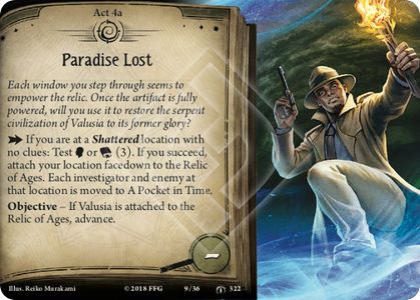 Act 4a
Paradise Lost
Each window you step through seems to
empower the relic. Once the artifact is fully
powered, will you use it to restore the serpent
civilization of Valusia to its former glory?
If you are at a Shattered location with
no clues: Test or (3). If you succeed,
attach your location facedown to the Relic
of Ages. Each investigator and enemy at
that location is moved to A Pocket in Time.
Objective – If Valusia is attached to the
Relic of Ages, advance.
–
Illus. Reiko Murakami
© 2018 FFG
9/36
322